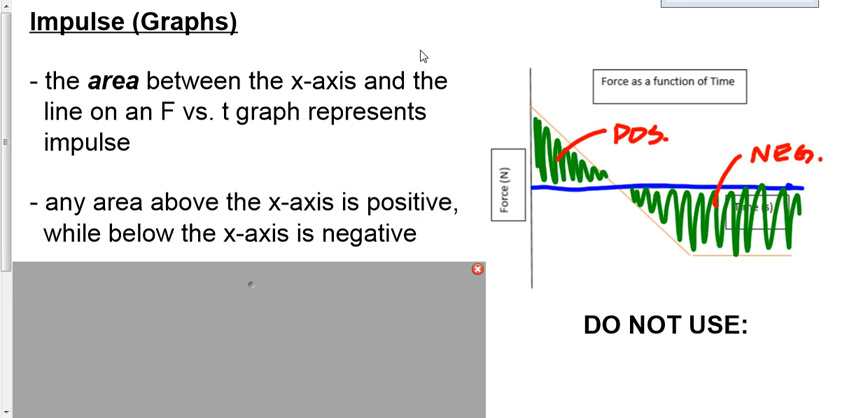 Impulse (Graphs)
- the area between the x-axis and the
line on an F vs. t graph represents
impulse
- any area above the x-axis is positive,
while below the x-axis is negative
Force as a function of Time
POS.
NEG.
Force (N)
Time (s)
DO NOT USE: